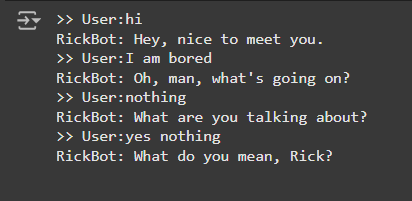 >> User:hi
RickBot: Hey, nice to meet you.
>> User:I am bored
RickBot: Oh, man, what's going on?
>> User:nothing
RickBot: What are you talking about?
>> User:yes nothing
RickBot: What do you mean, Rick?